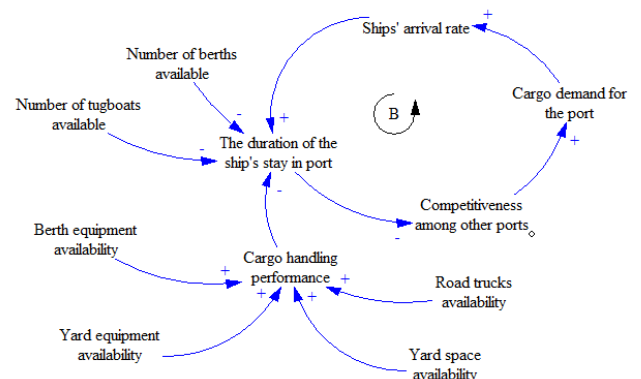 +
Ships' arrival rate
Number of berths
available
Number of tugboats
available
-
-
+
B
Cargo demand for
the port
+
The duration of the
ship's stay in port
-
Competitiveness
among other ports
-
Berth equipment
availability
+
Cargo handling
performance
+
+
+
Road trucks
availability
Yard equipment
availability
Yard space
availability